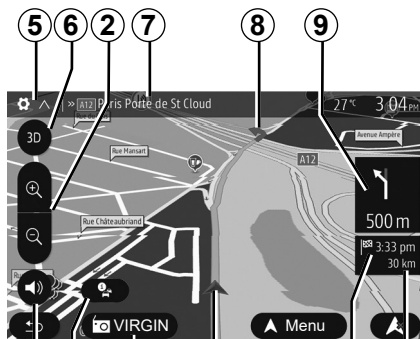 5 6 2 7 8 9
» A12 Paris Porte de St Cloud 27 °C 3 04 PM
3D
Avenue Ampère
Rue Mansart
A12
Rue Châteaubriand
500 m
3:33 pm
30 km
VIRGIN
Menu